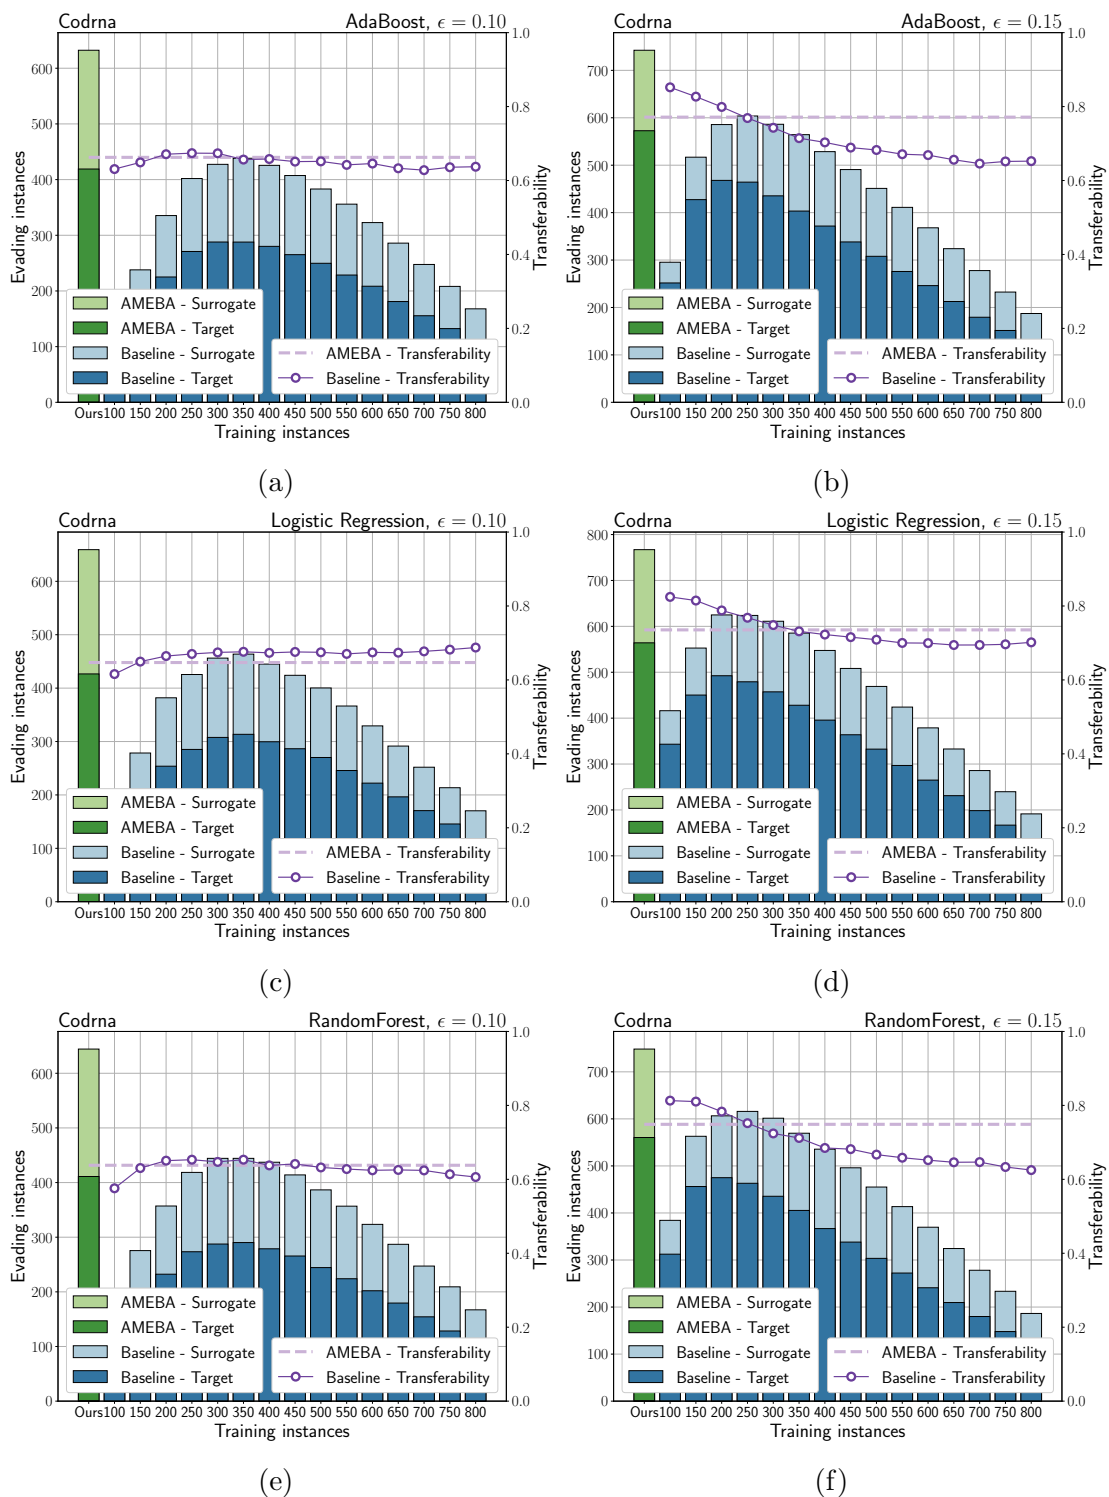 Codrna AdaBoost, ϵ = 0.10
Evading instances
600
500
400
300
200
100
0
1.0
0.8
0.6
0.4
0.2
0.0
Transferability
AMEBA - Surrogate
AMEBA - Target
Baseline - Surrogate
Baseline - Target
AMEBA - Transferability
Baseline - Transferability
Ours 100 150 200 250 300 350 400 450 500 550 600 650 700 750 800
Training instances
(a)
Codrna AdaBoost, ϵ = 0.15
Evading instances
700
600
500
400
300
200
100
0
1.0
0.8
0.6
0.4
0.2
0.0
Transferability
AMEBA - Surrogate
AMEBA - Target
Baseline - Surrogate
Baseline - Target
AMEBA - Transferability
Baseline - Transferability
Ours 100 150 200 250 300 350 400 450 500 550 600 650 700 750 800
Training instances
(b)
Codrna Logistic Regression, ϵ = 0.10
Evading instances
600
500
400
300
200
100
0
1.0
0.8
0.6
0.4
0.2
0.0
Transferability
AMEBA - Surrogate
AMEBA - Target
Baseline - Surrogate
Baseline - Target
AMEBA - Transferability
Baseline - Transferability
Ours 100 150 200 250 300 350 400 450 500 550 600 650 700 750 800
Training instances
(c)
Codrna Logistic Regression, ϵ = 0.15
Evading instances
800
700
600
500
400
300
200
100
0
1.0
0.8
0.6
0.4
0.2
0.0
Transferability
AMEBA - Surrogate
AMEBA - Target
Baseline - Surrogate
Baseline - Target
AMEBA - Transferability
Baseline - Transferability
Ours 100 150 200 250 300 350 400 450 500 550 600 650 700 750 800
Training instances
(d)
Codrna RandomForest, ϵ = 0.10
Evading instances
600
500
400
300
200
100
0
1.0
0.8
0.6
0.4
0.2
0.0
Transferability
AMEBA - Surrogate
AMEBA - Target
Baseline - Surrogate
Baseline - Target
AMEBA - Transferability
Baseline - Transferability
Ours 100 150 200 250 300 350 400 450 500 550 600 650 700 750 800
Training instances
(e)
Codrna RandomForest, ϵ = 0.15
Evading instances
700
600
500
400
300
200
100
0
1.0
0.8
0.6
0.4
0.2
0.0
Transferability
AMEBA - Surrogate
AMEBA - Target
Baseline - Surrogate
Baseline - Target
AMEBA - Transferability
Baseline - Transferability
Ours 100 150 200 250 300 350 400 450 500 550 600 650 700 750 800
Training instances
(f)